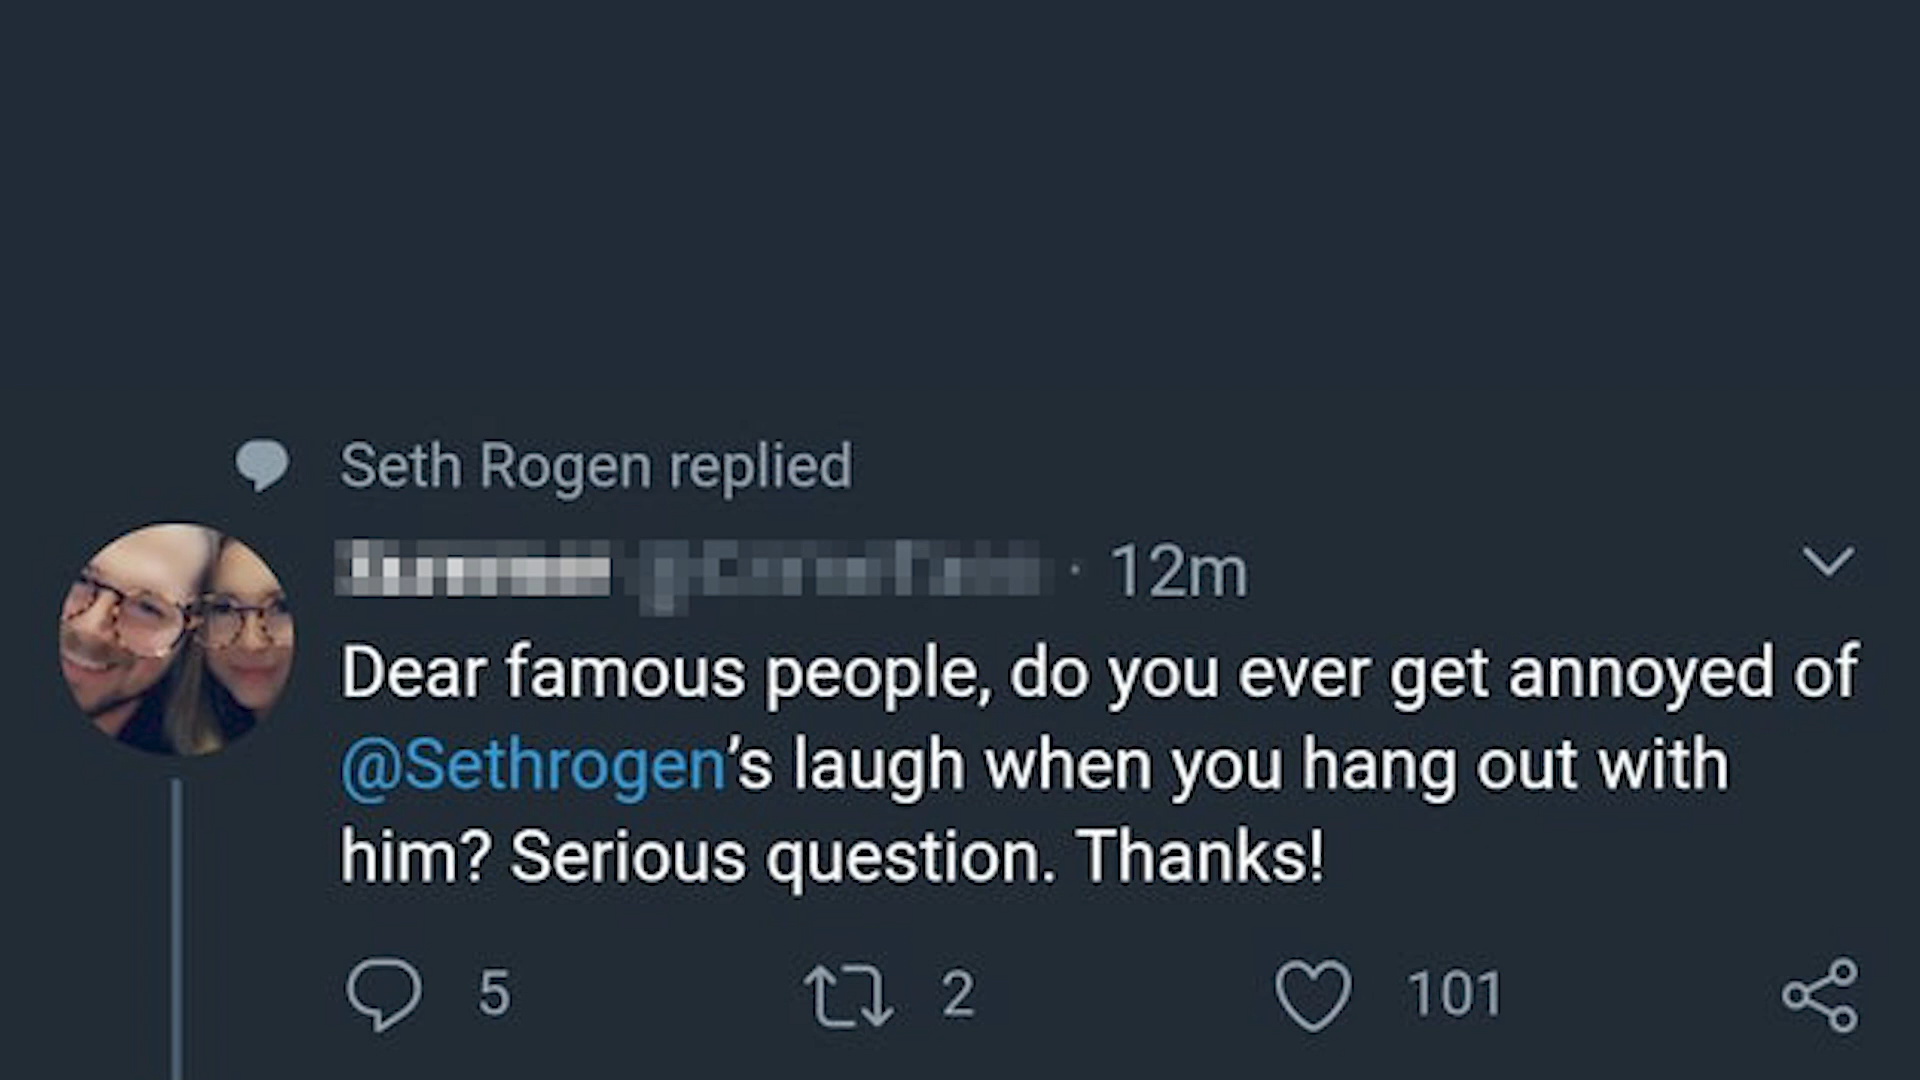 Seth Rogen replied
· 12m
Dear famous people, do you ever get annoyed of
@Sethrogen's laugh when you hang out with
him? Serious question. Thanks!
5 2 101